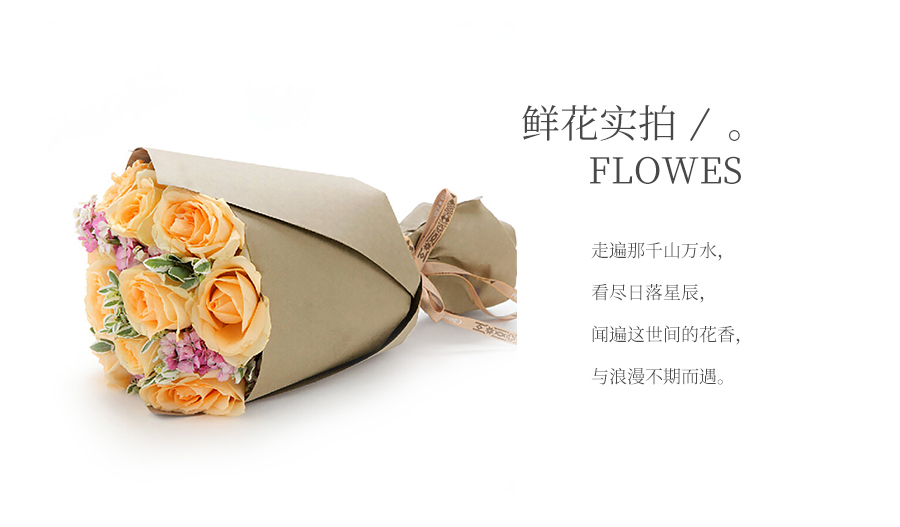 鲜花实拍 / 。
FLOWES
走遍那千山万水，
看尽日落星辰，
闻遍这世间的花香，
与浪漫不期而遇。